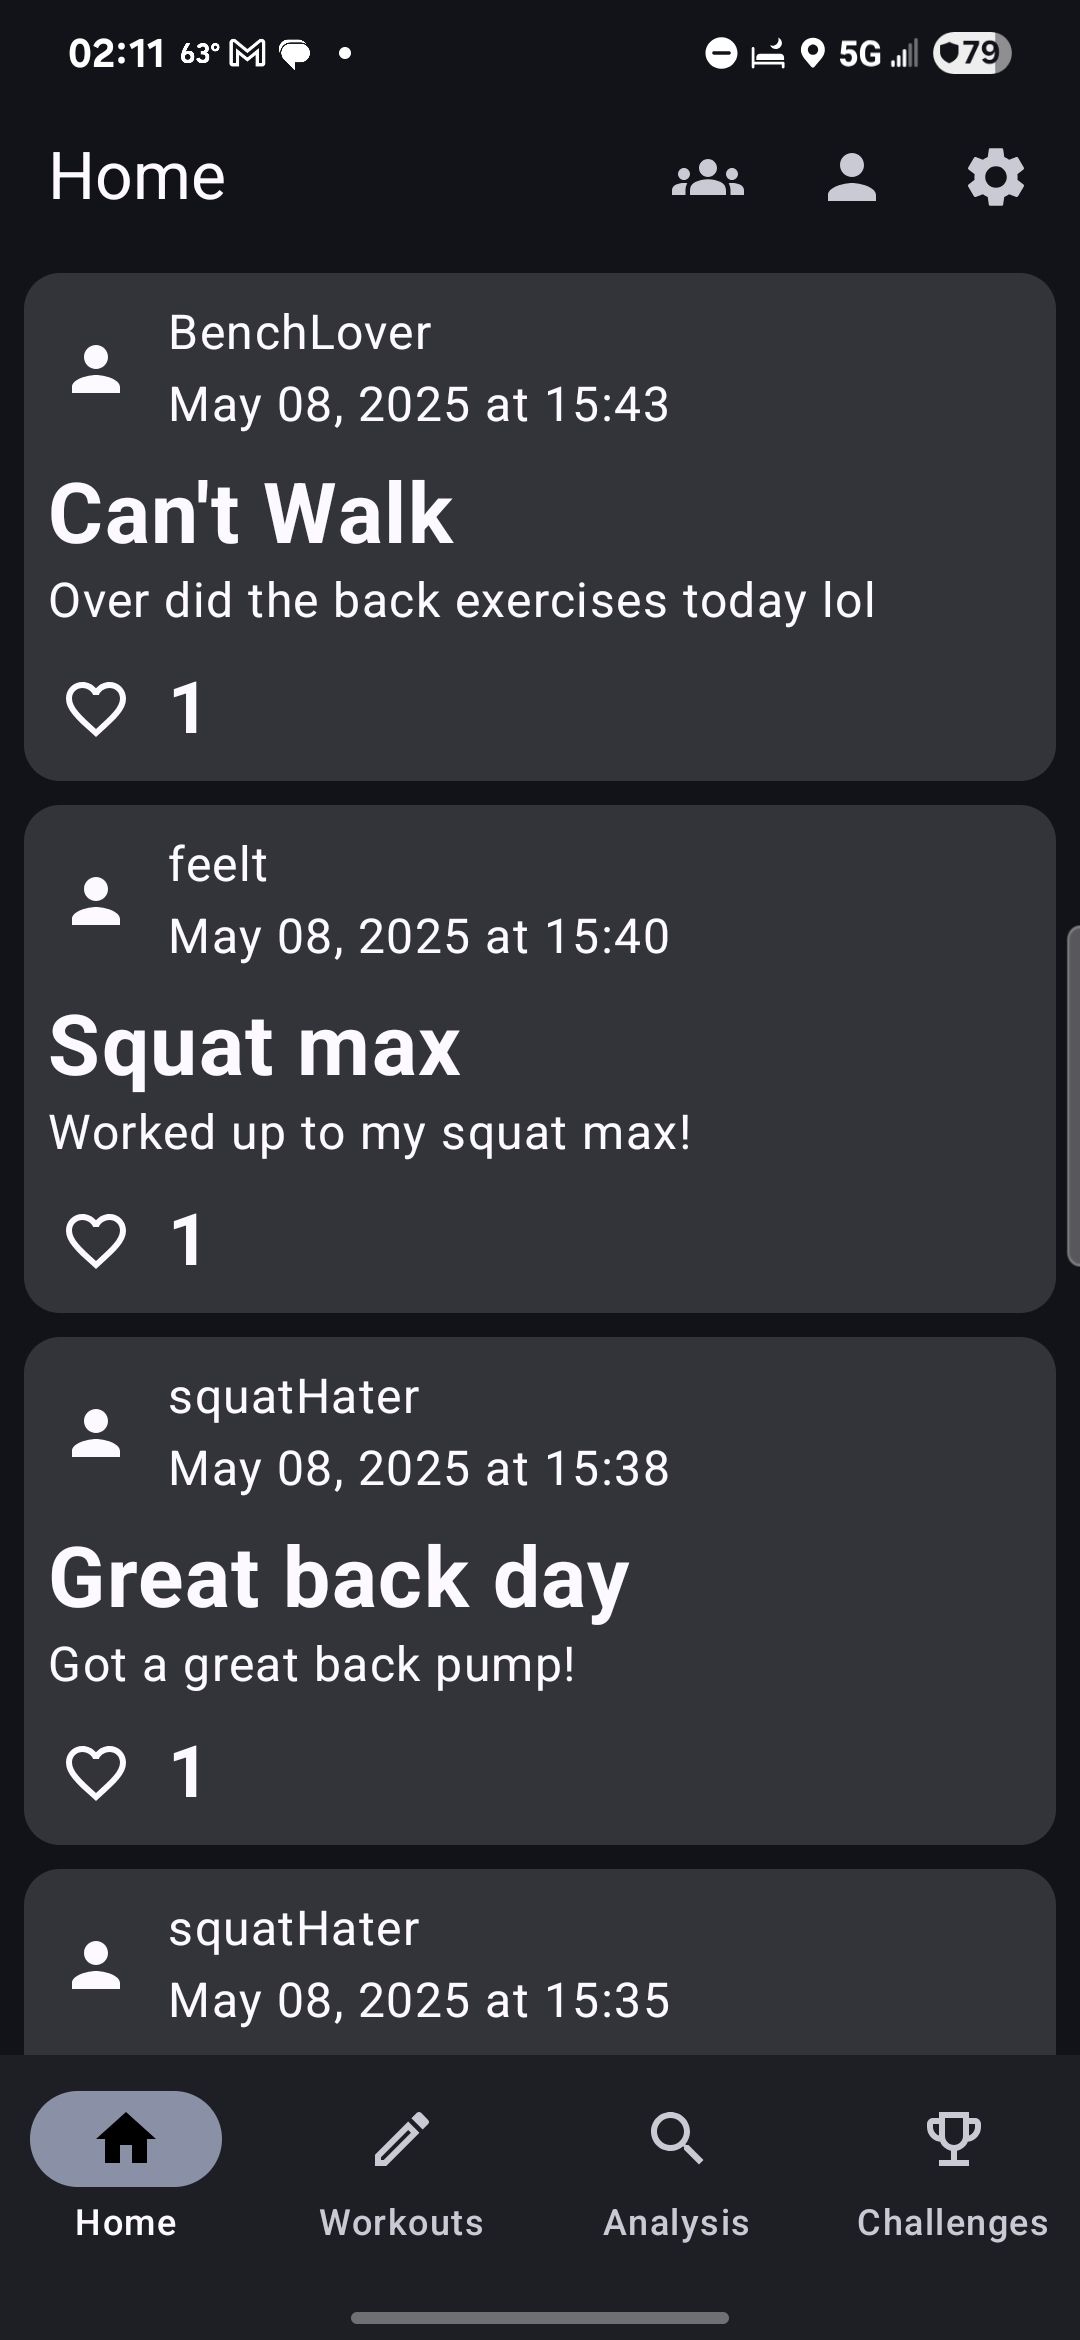 02:11 63° 5G 79
Home
BenchLover
May 08, 2025 at 15:43
Can't Walk
Over did the back exercises today lol
1
feelt
May 08, 2025 at 15:40
Squat max
Worked up to my squat max!
1
squatHater
May 08, 2025 at 15:38
Great back day
Got a great back pump!
1
squatHater
May 08, 2025 at 15:35
Home Workouts Analysis Challenges